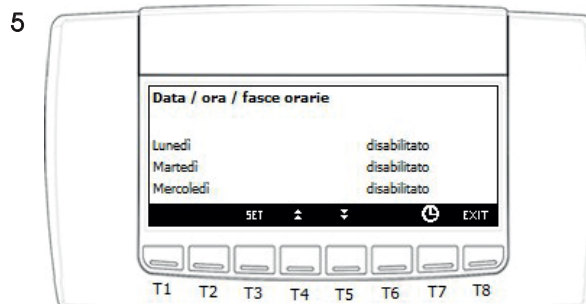 5
Data / ora / fasce orarie
Lunedì disabilitato
Martedì disabilitato
Mercoledì disabilitato
SET EXIT
T1 T2 T3 T4 T5 T6 T7 T8